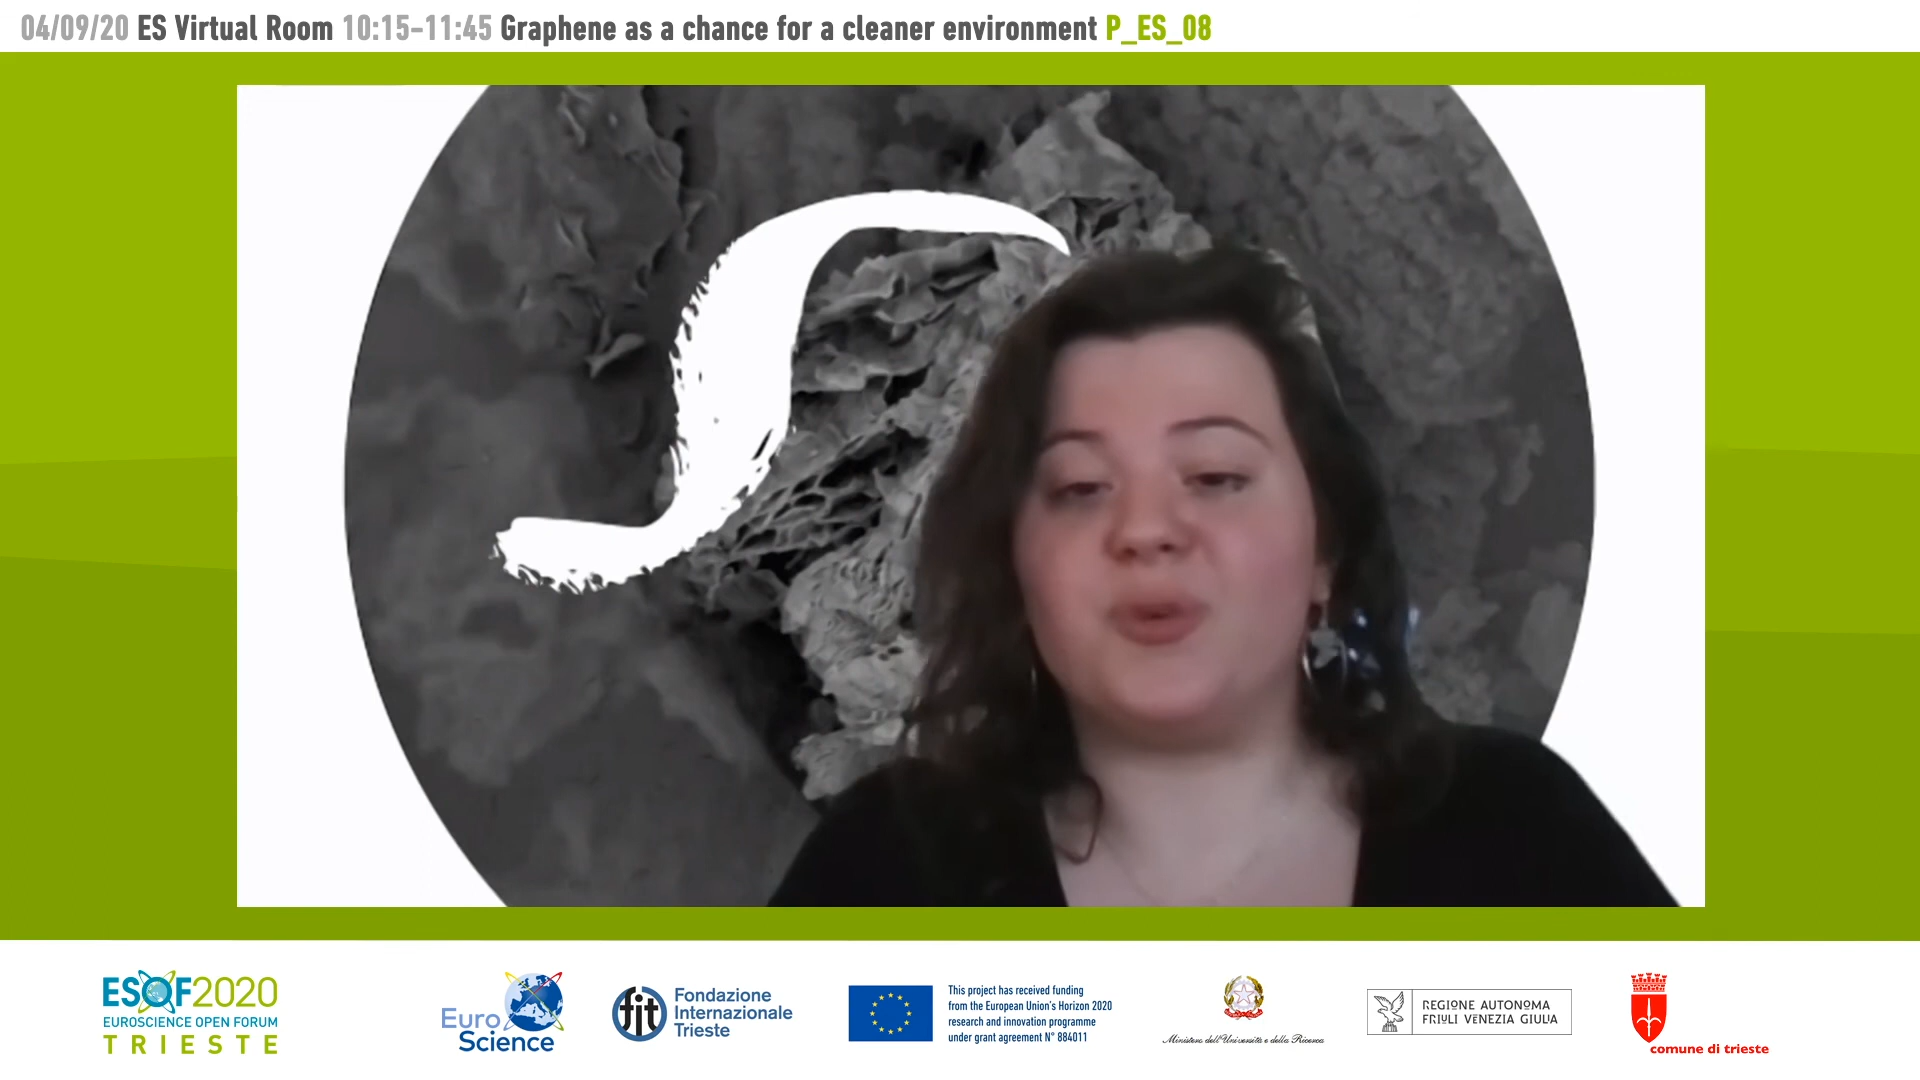 04/09/20 ES Virtual Room 10:15-11:45 Graphene as a chance for a cleaner environment P_ES_08
ESOF2020
EUROSCIENCE OPEN FORUM
TRIESTE
Euro
Science
fit
Fondazione
Internazionale
Trieste
This project has received funding
from the European Union's Horizon 2020
research and innovation programme
under grant agreement N° 884011
Ministero dell'Università e della Ricerca
REGIONE AUTONOMA
FRIULI VENEZIA GIULIA
comune di trieste